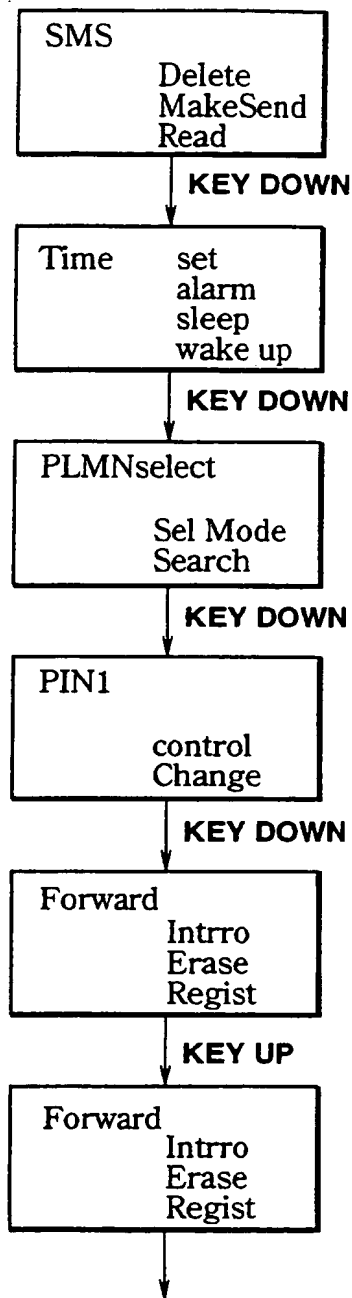 SMS
Delete
MakeSend
Read
KEY DOWN
Time set
alarm
sleep
wake up
KEY DOWN
PLMNselect
Sel Mode
Search
KEY DOWN
PIN1
control
Change
KEY DOWN
Forward
Intrro
Erase
Regist
KEY UP
Forward
Intrro
Erase
Regist